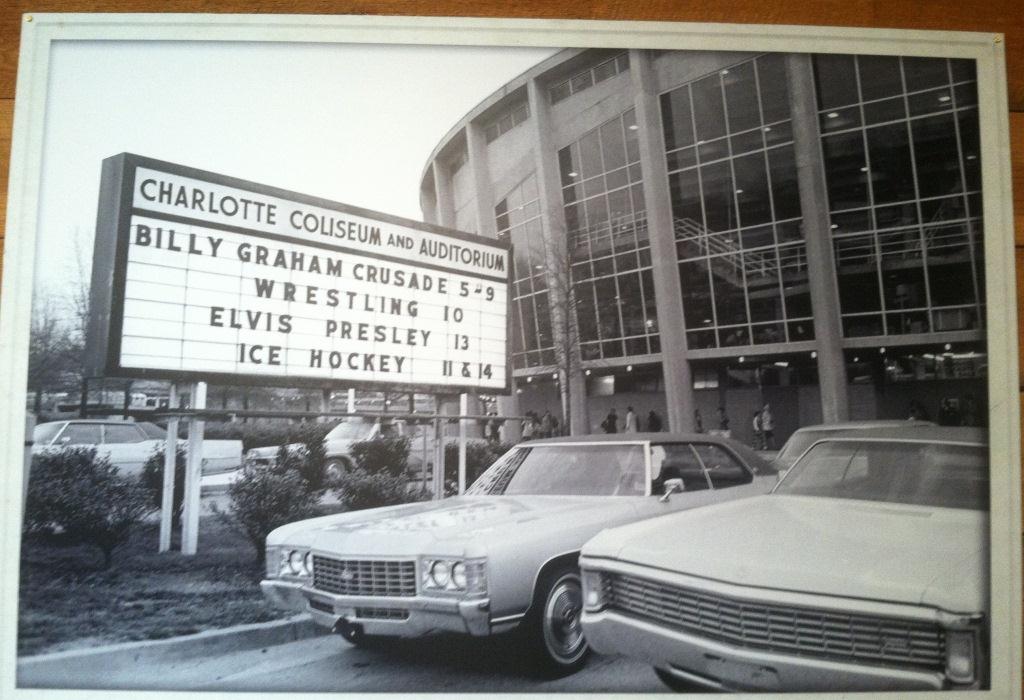 CHARLOTTE COLISEUM AND AUDITORIUM
BILLY GRAHAM CRUSADE 5-9
WRESTLING 10
ELVIS PRESLEY 13
ICE HOCKEY 11 & 14